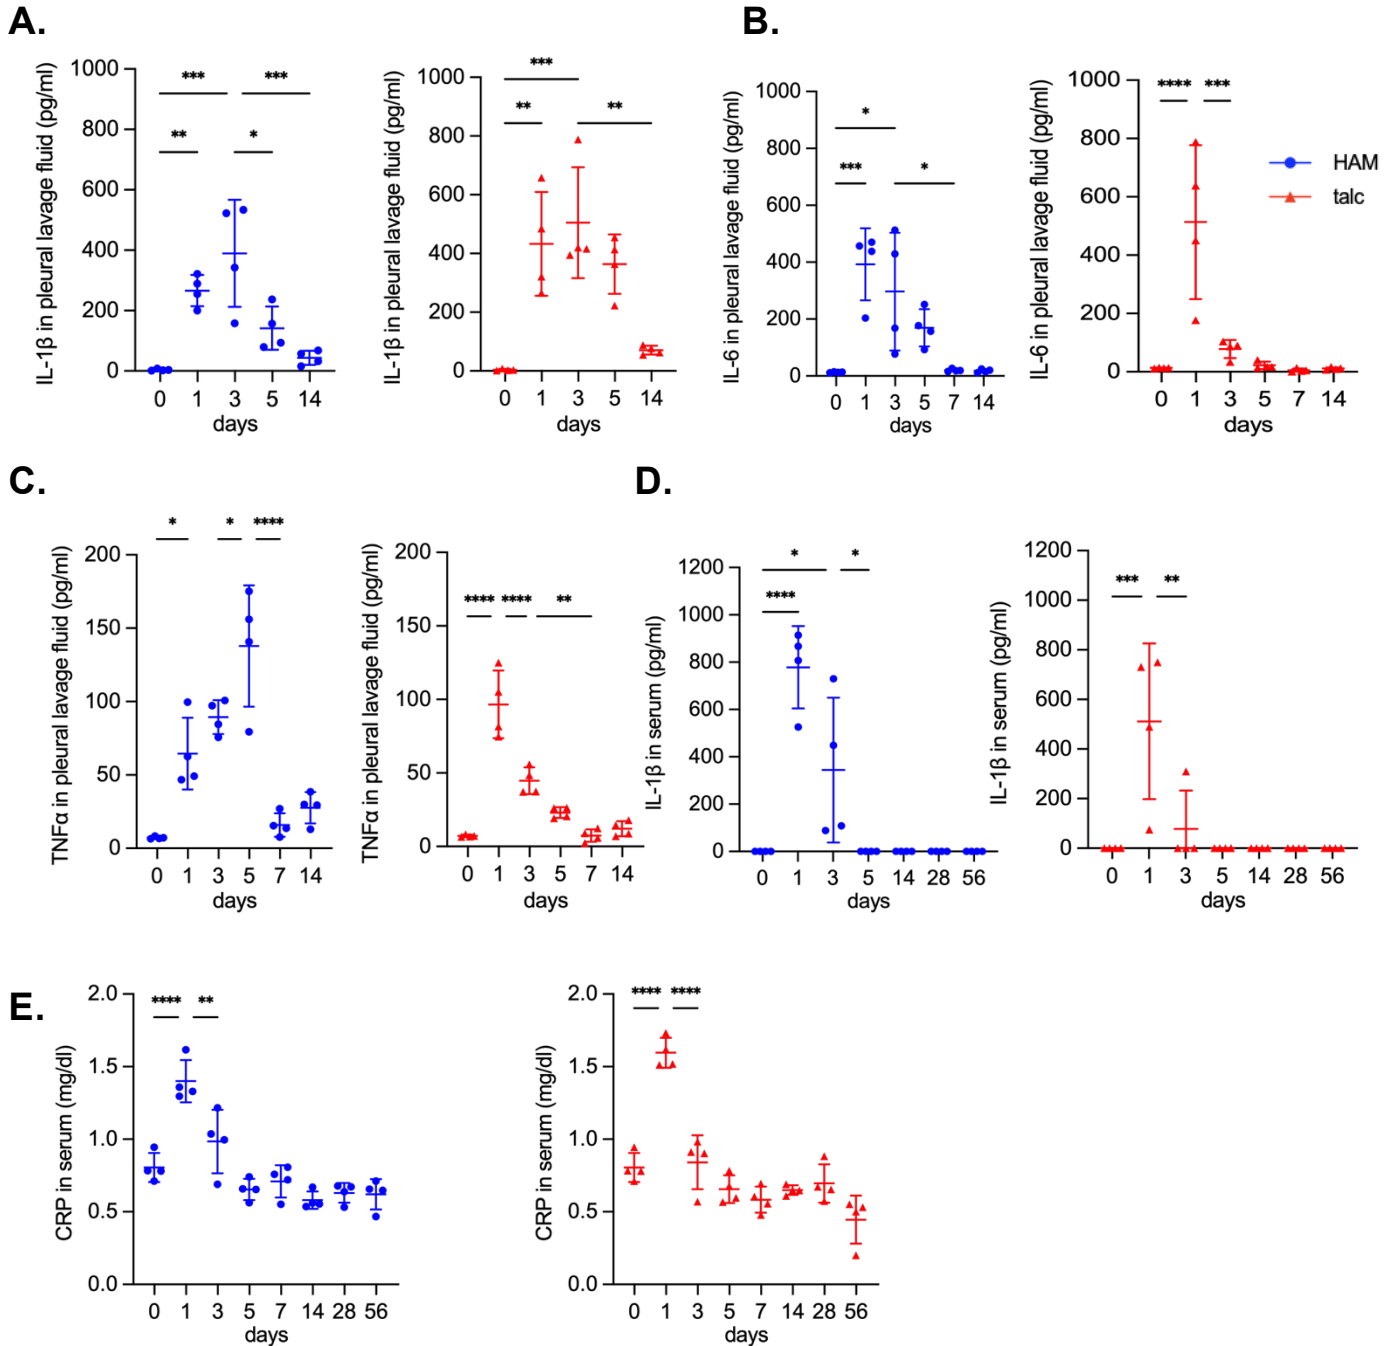 A.
B.
IL-1β in pleural lavage fluid (pg/ml)
1000
800
600
400
200
0
*** ***
** *
0 1 3 5 14
days
IL-1β in pleural lavage fluid (pg/ml)
1000
800
600
400
200
0
***
** **
0 1 3 5 14
days
IL-6 in pleural lavage fluid (pg/ml)
1000
800
600
400
200
0
*
*** *
0 1 3 5 7 14
days
IL-6 in pleural lavage fluid (pg/ml)
1000
800
600
400
200
0
**** ***
0 1 3 5 7 14
days
HAM
talc
C.
D.
TNFα in pleural lavage fluid (pg/ml)
200
150
100
50
0
* * ****
0 1 3 5 7 14
days
TNFα in pleural lavage fluid (pg/ml)
200
150
100
50
0
**** **** **
0 1 3 5 7 14
days
IL-1β in serum (pg/ml)
1200
1000
800
600
400
200
0
* *
****
0 1 3 5 14 28 56
days
IL-1β in serum (pg/ml)
1200
1000
800
600
400
200
0
*** **
0 1 3 5 14 28 56
days
E.
CRP in serum (mg/dl)
2.0
1.5
1.0
0.5
0.0
**** **
0 1 3 5 7 14 28 56
days
CRP in serum (mg/dl)
2.0
1.5
1.0
0.5
0.0
**** ****
0 1 3 5 7 14 28 56
days